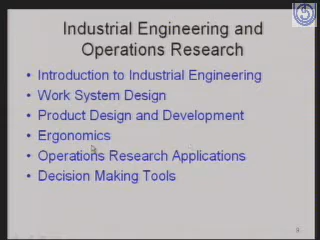 Industrial Engineering and
Operations Research
• Introduction to Industrial Engineering
• Work System Design
• Product Design and Development
• Ergonomics
• Operations Research Applications
• Decision Making Tools